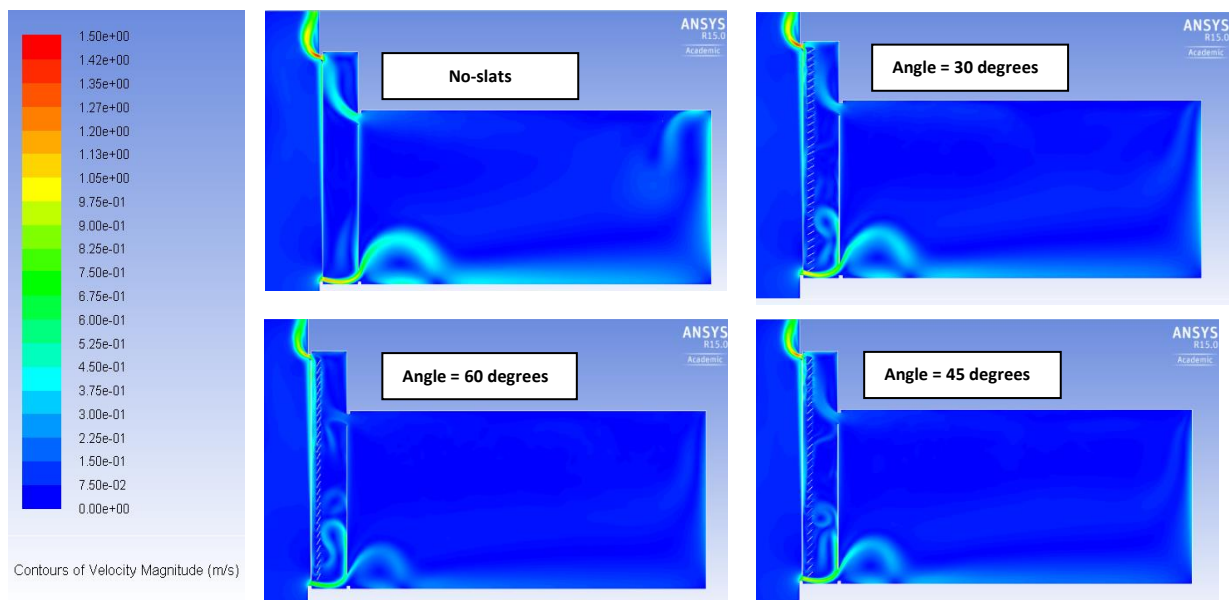 1.50e+00
1.42e+00
1.35e+00
1.27e+00
1.20e+00
1.13e+00
1.05e+00
9.75e-01
9.00e-01
8.25e-01
7.50e-01
6.75e-01
6.00e-01
5.25e-01
4.50e-01
3.75e-01
3.00e-01
2.25e-01
1.50e-01
7.50e-02
0.00e+00
Contours of Velocity Magnitude (m/s)
ANSYS
R15.0
Academic
No-slats
ANSYS
R15.0
Academic
Angle = 30 degrees
ANSYS
R15.0
Academic
Angle = 60 degrees
ANSYS
R15.0
Academic
Angle = 45 degrees